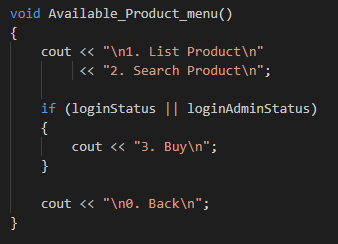 void Available_Product_menu()
{
    cout << "\n1. List Product\n"
         << "2. Search Product\n";

    if (loginStatus || loginAdminStatus)
    {
        cout << "3. Buy\n";
    }

    cout << "\n0. Back\n";
}